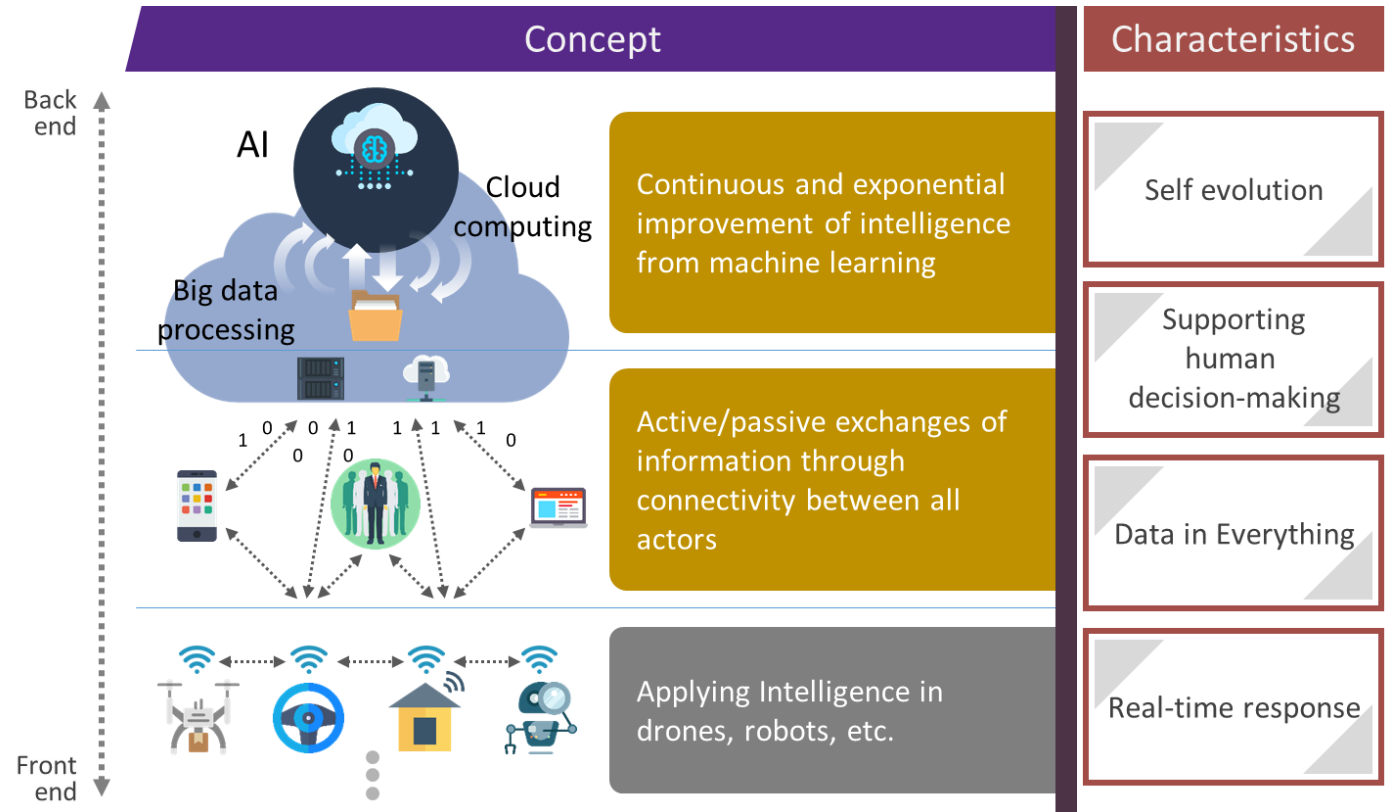 Concept
Characteristics
Back
end
AI
Cloud
computing
Big data
processing
Continuous and exponential
improvement of intelligence
from machine learning
Self evolution
Supporting
human
decision-making
1
0
0
0
1
0
1
1
1
0
Active/passive exchanges of
information through
connectivity between all
actors
Data in Everything
Applying Intelligence in
drones, robots, etc.
Real-time response
Front
end